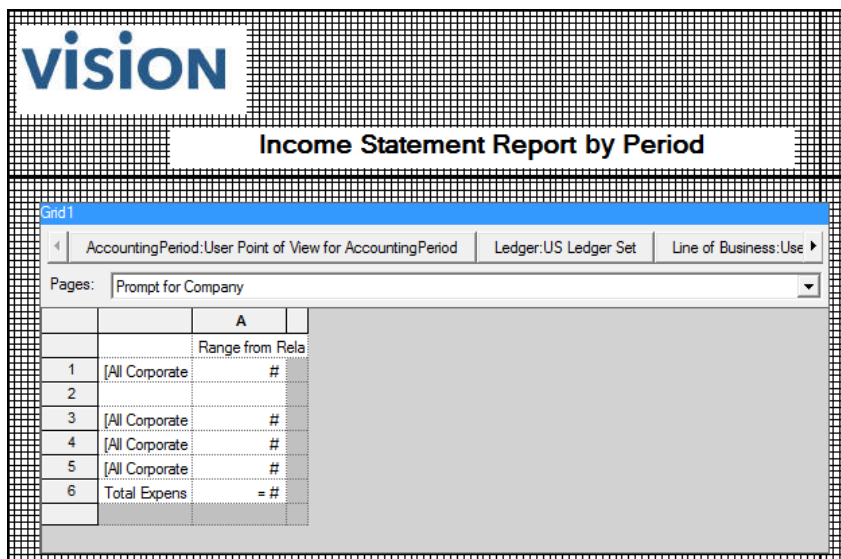 vision
Income Statement Report by Period
Grid1
AccountingPeriod:User Point of View for AccountingPeriod Ledger:US Ledger Set Line of Business:Use
Pages: Prompt for Company
A
Range from Rela
1 [All Corporate #
2
3 [All Corporate #
4 [All Corporate #
5 [All Corporate #
6 Total Expens = #